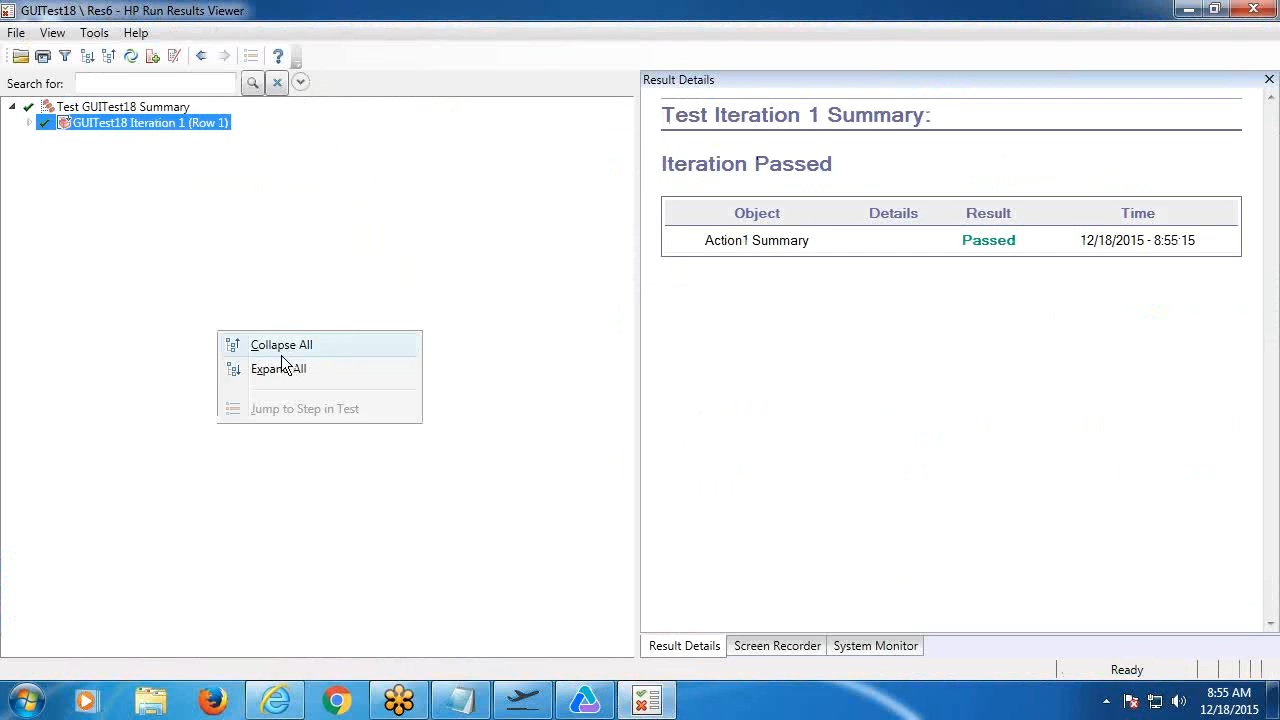 GUITest18 \ Res6 - HP Run Results Viewer
File View Tools Help
Search for:
Test GUITest18 Summary
GUITest18 Iteration 1 (Row 1)
Collapse All
Expand All
Jump to Step in Test
Result Details
Test Iteration 1 Summary:
Iteration Passed
Object Details Result Time
Action1 Summary Passed 12/18/2015 - 8:55:15
Result Details Screen Recorder System Monitor
Ready
8:55 AM
12/18/2015